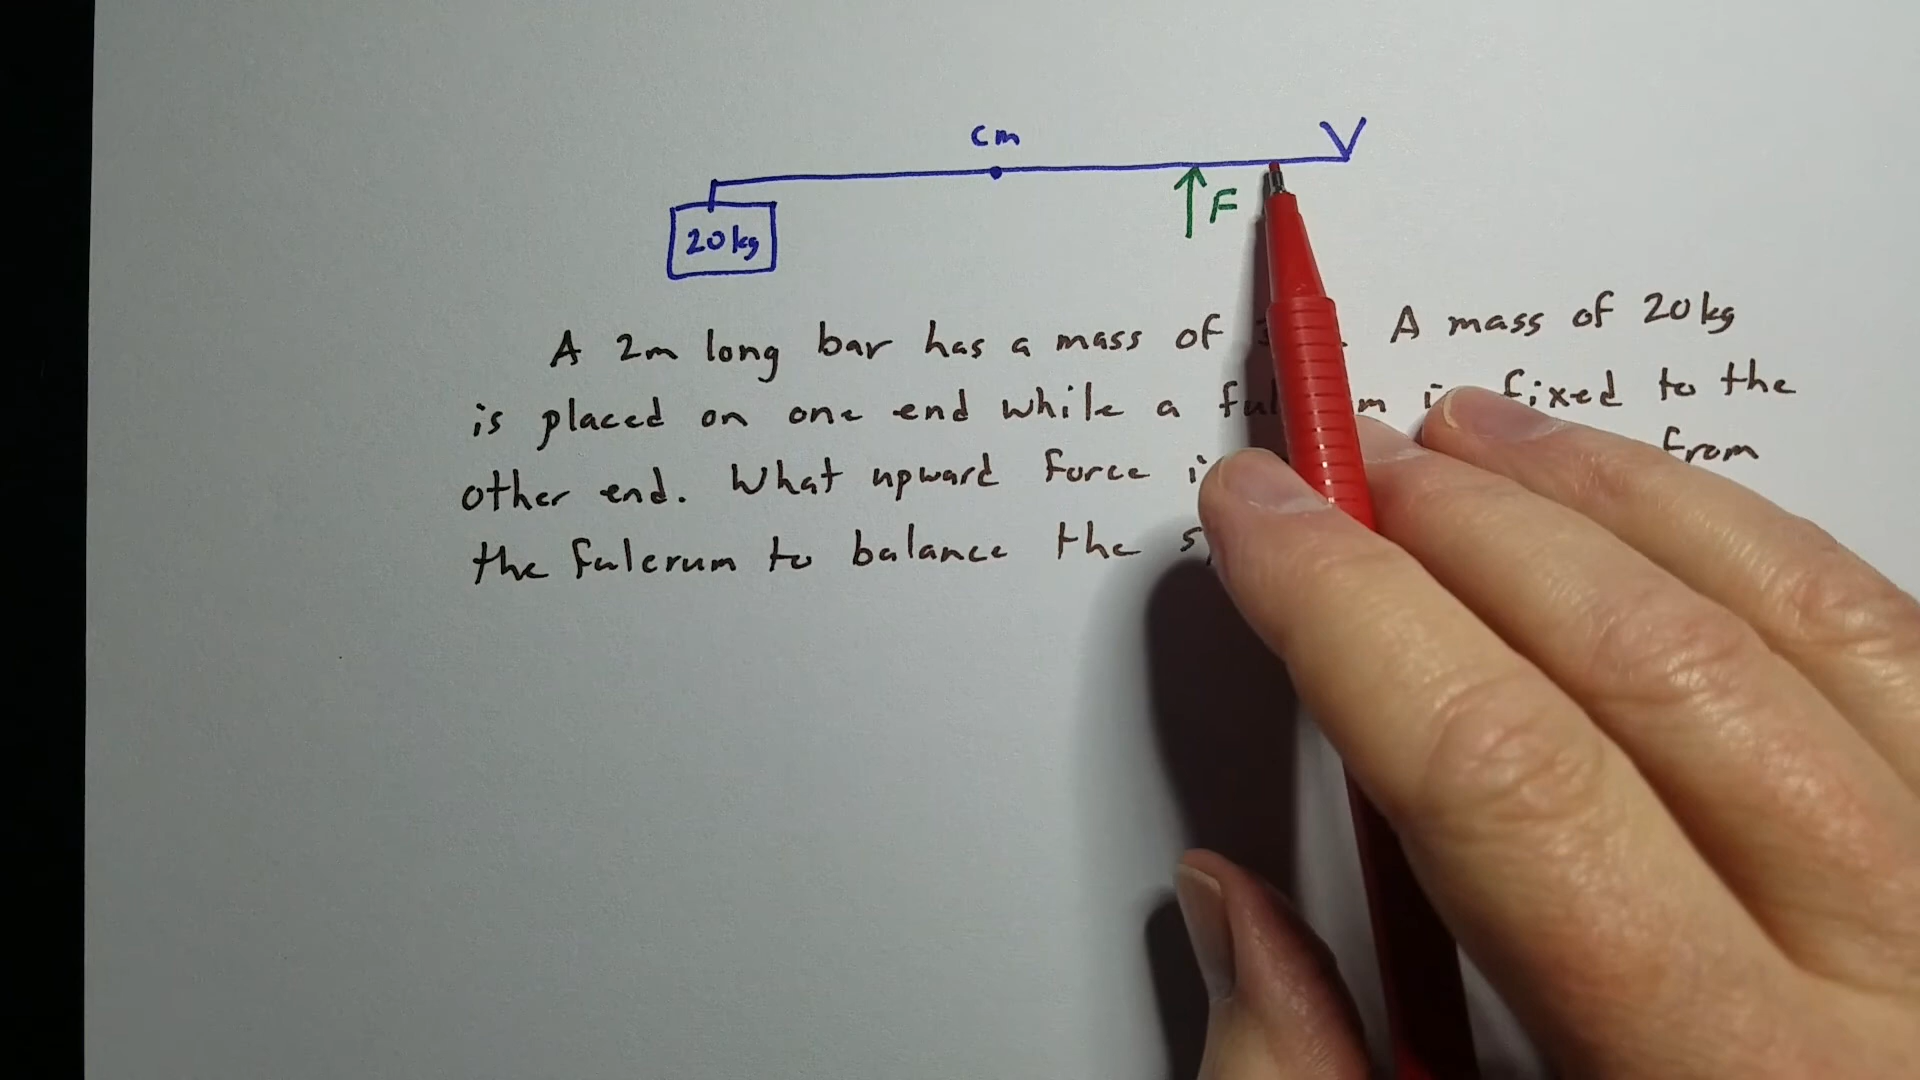 cm
F
20kg
A 2m long bar has a mass of A mass of 20kg
is placed on one end while a fixed to the
other end. What upward force from
the fulcrum to balance the